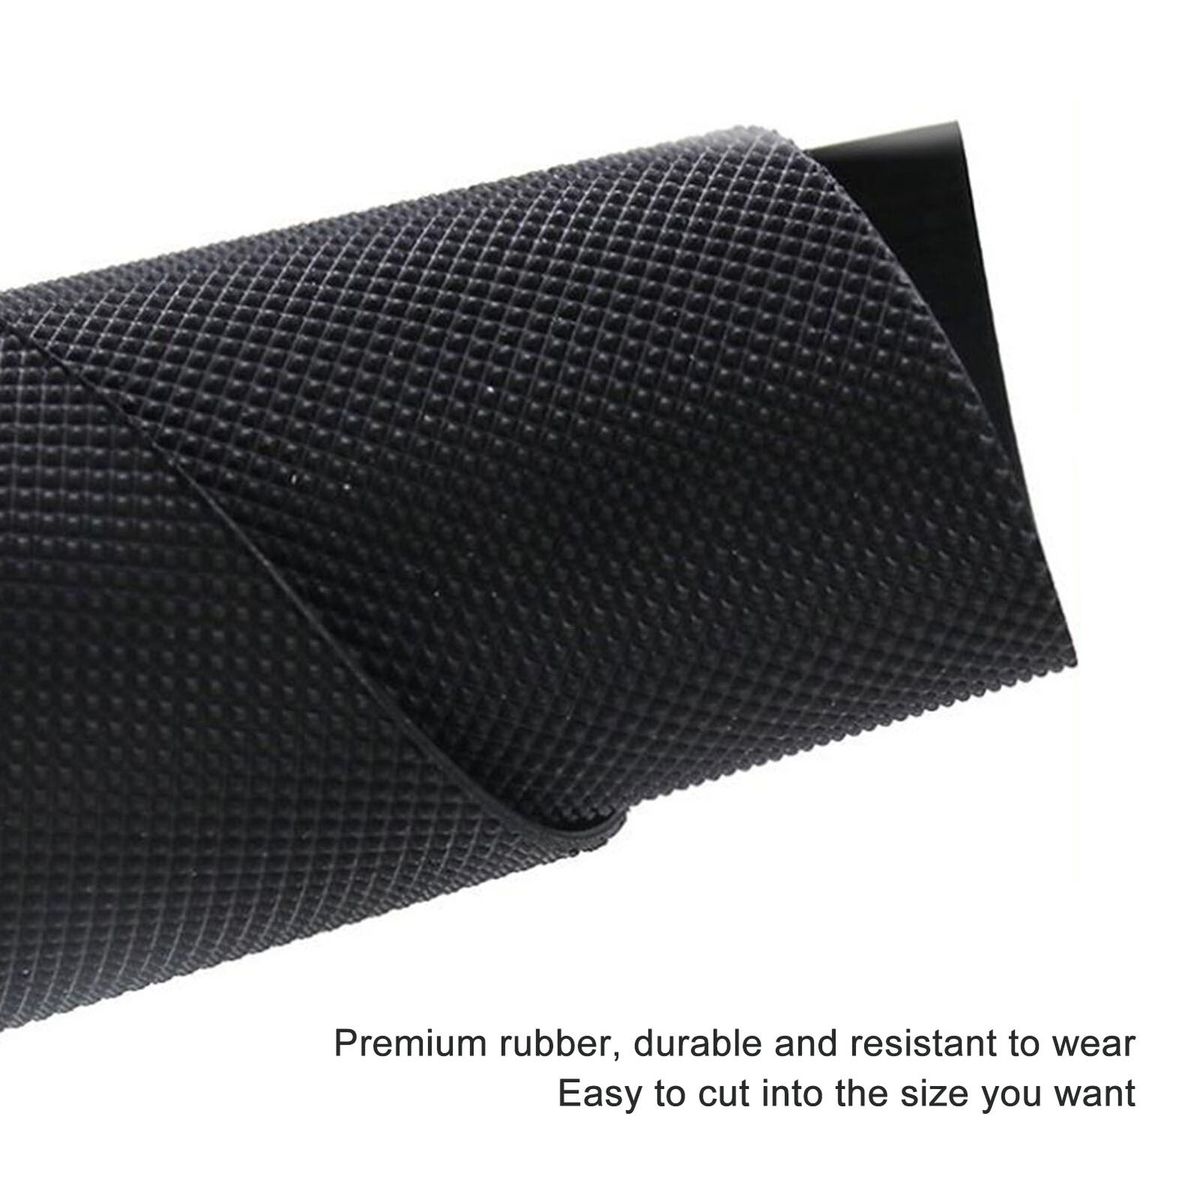 Premium rubber, durable and resistant to wear
Easy to cut into the size you want